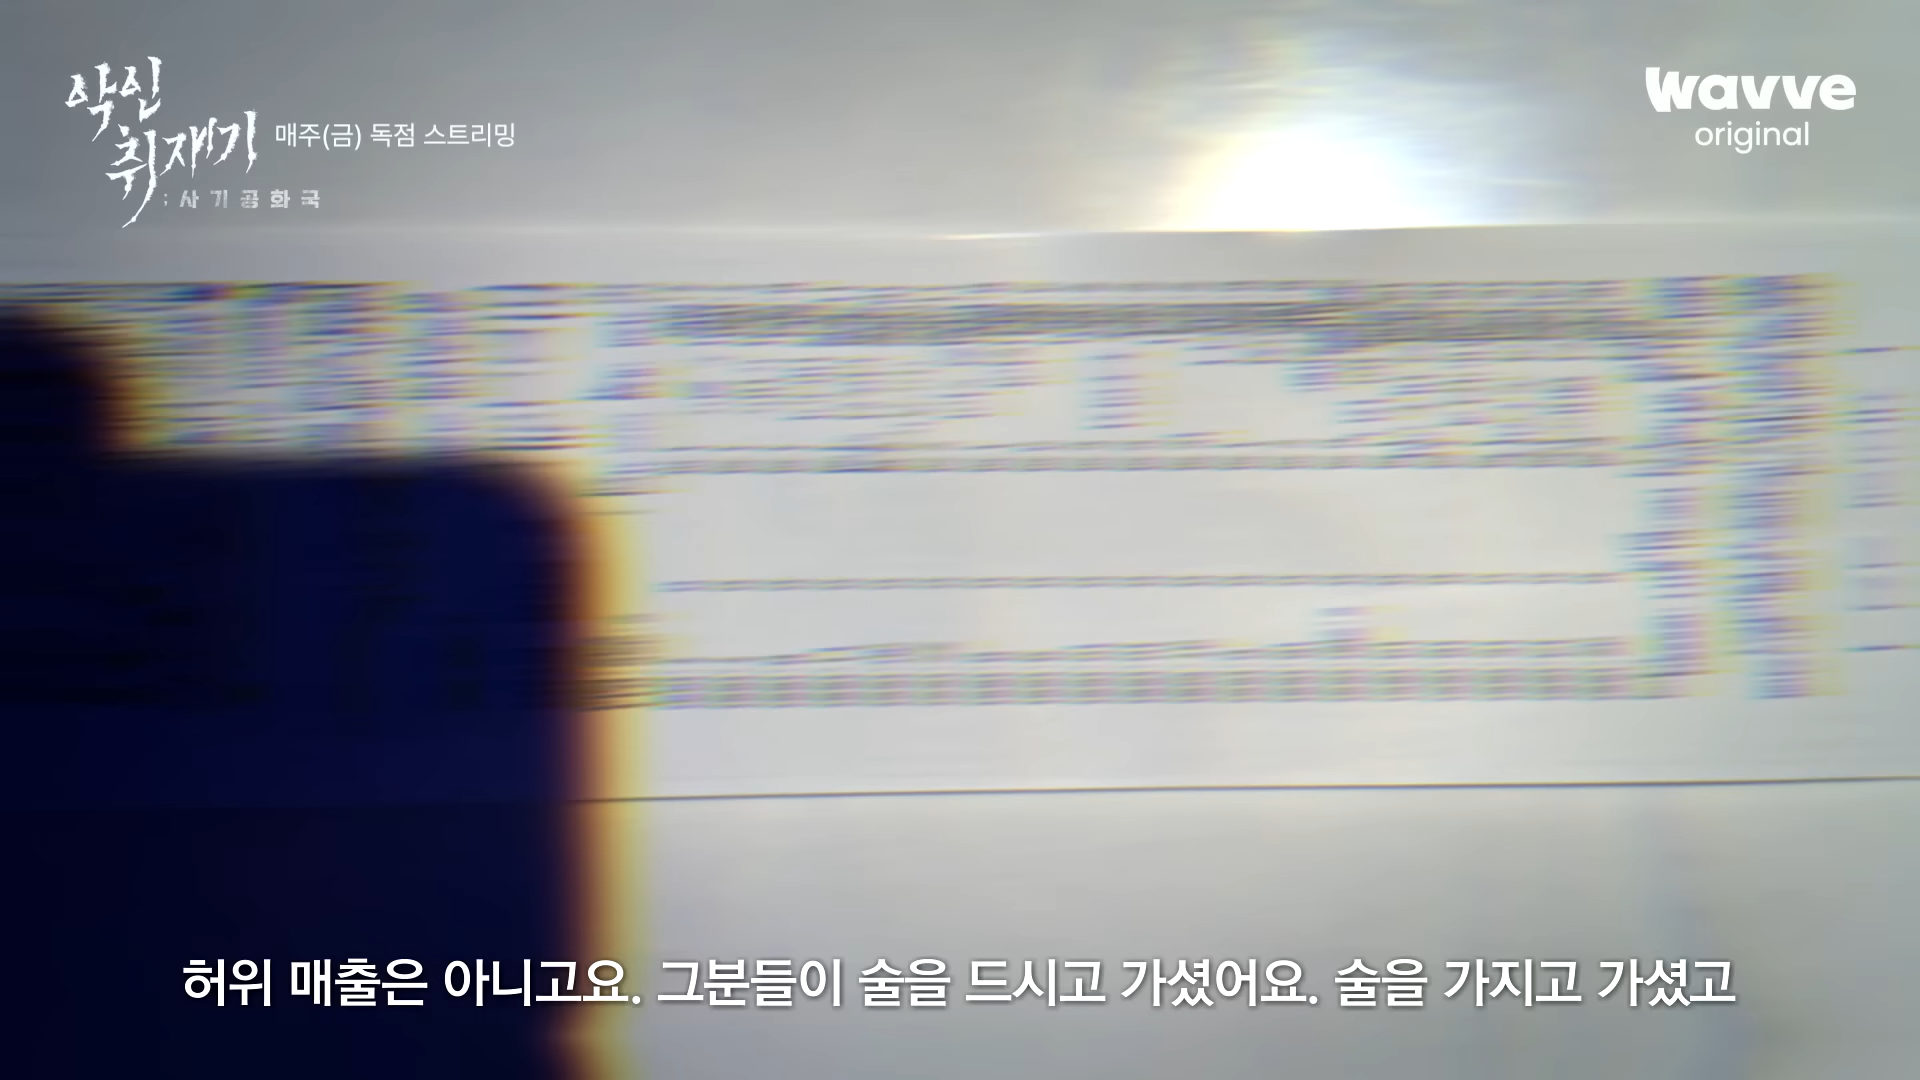 악인
취재기
: 사기공화국
매주(금) 독점 스트리밍
wavve
original
허위 매출은 아니고요. 그분들이 술을 드시고 가셨어요. 술을 가지고 가셨고